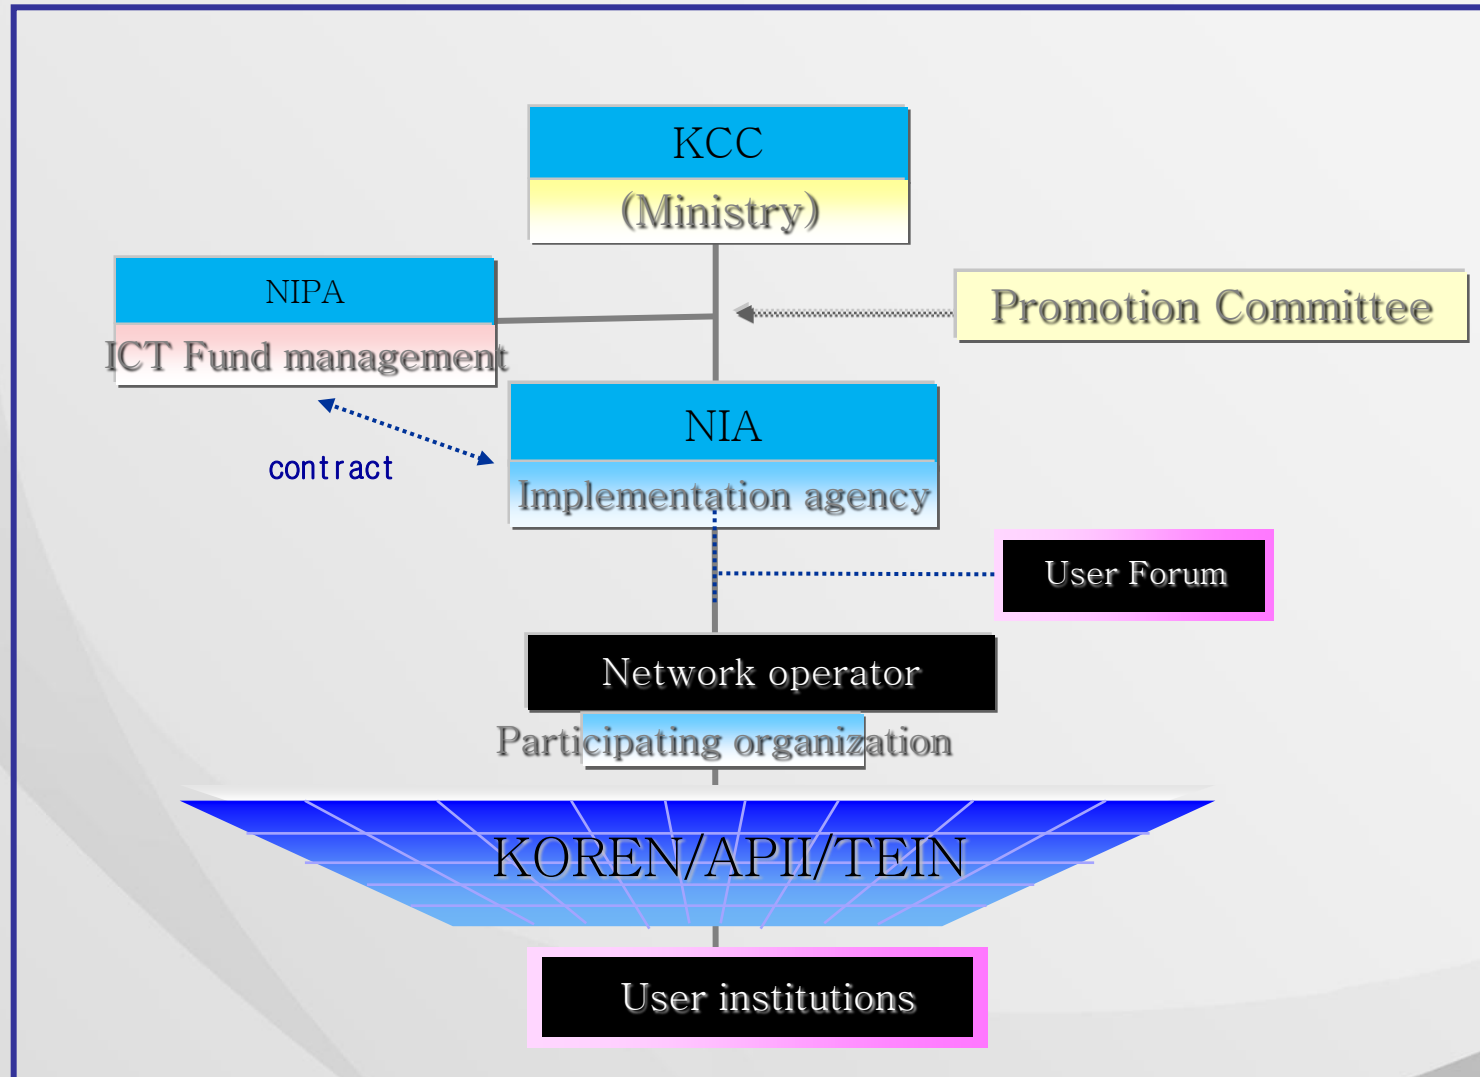 KCC
(Ministry)
NIPA
ICT Fund management
Promotion Committee
NIA
Implementation agency
contract
User Forum
Network operator
Participating organization
KOREN/APII/TEIN
User institutions